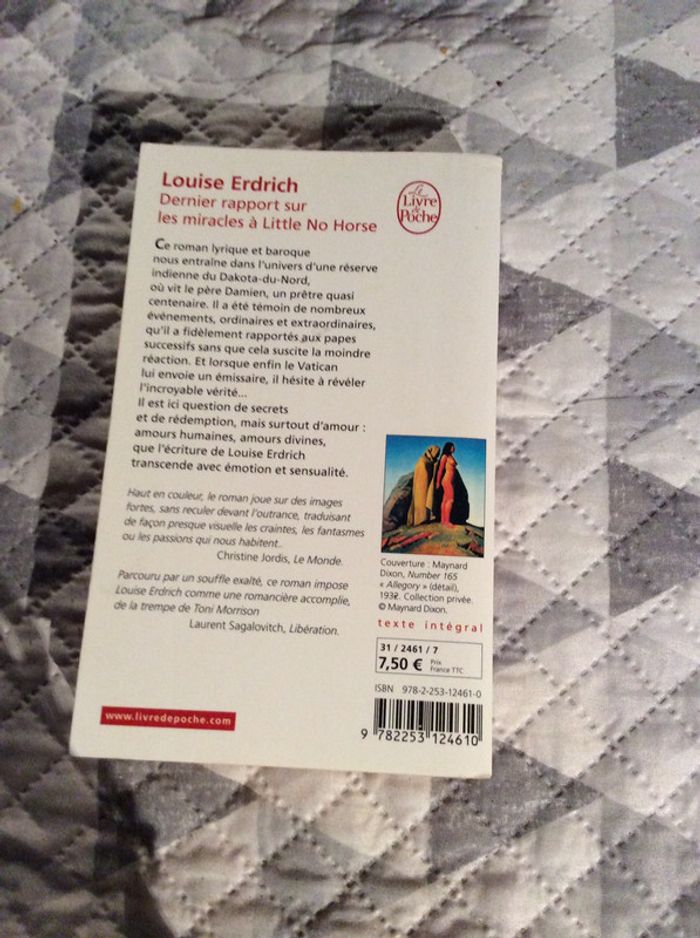 Louise Erdrich
Dernier rapport sur
les miracles à Little No Horse
Le
Livre
de
Poche
Ce roman lyrique et baroque
nous entraîne dans l'univers d'une réserve
indienne du Dakota-du-Nord,
où vit le père Damien, un prêtre quasi
centenaire. Il a été témoin de nombreux
événements, ordinaires et extraordinaires,
qu'il a fidèlement rapportés aux papes
successifs sans que cela suscite la moindre
réaction. Et lorsque enfin le Vatican
lui envoie un émissaire, il hésite à révéler
l'incroyable vérité...
Il est ici question de secrets
et de rédemption, mais surtout d'amour :
amours humaines, amours divines,
que l'écriture de Louise Erdrich
transcende avec émotion et sensualité.
Haut en couleur, le roman joue sur des images
fortes, sans reculer devant l'outrance, traduisant
de façon presque visuelle les craintes, les fantasmes
ou les passions qui nous habitent.
Christine Jordis, Le Monde.
Parcouru par un souffle exalté, ce roman impose
Louise Erdrich comme une romancière accomplie,
de la trempe de Toni Morrison
Laurent Sagalovitch, Libération.
Couverture : Maynard
Dixon, Number 165
« Allegory » (détail),
1932. Collection privée.
© Maynard Dixon.
texte intégral
31 / 2461 / 7
7,50 € Prix
France TTC
ISBN 978-2-253-12461-0
9 782253 124610
www.livredepoche.com